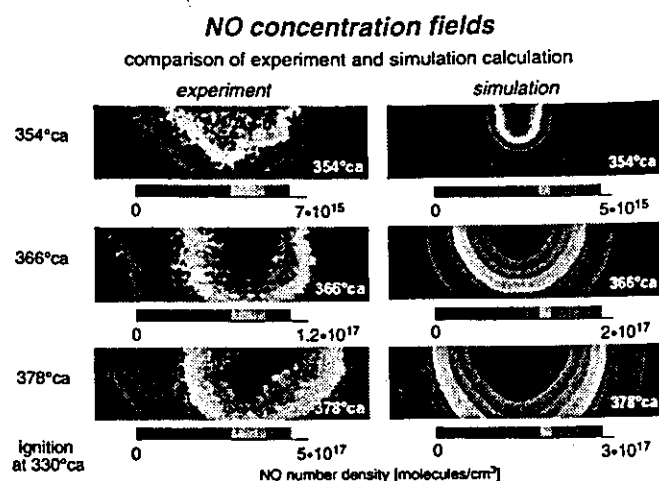 NO concentration fields
comparison of experiment and simulation calculation
experiment simulation
354°ca 354°ca 354°ca
0 7•10¹⁵ 0 5•10¹⁵
366°ca 366°ca 366°ca
0 1.2•10¹⁷ 0 2•10¹⁷
378°ca 378°ca 378°ca
0 5•10¹⁷ 0 3•10¹⁷
ignition
at 330°ca
NO number density [molecules/cm³]